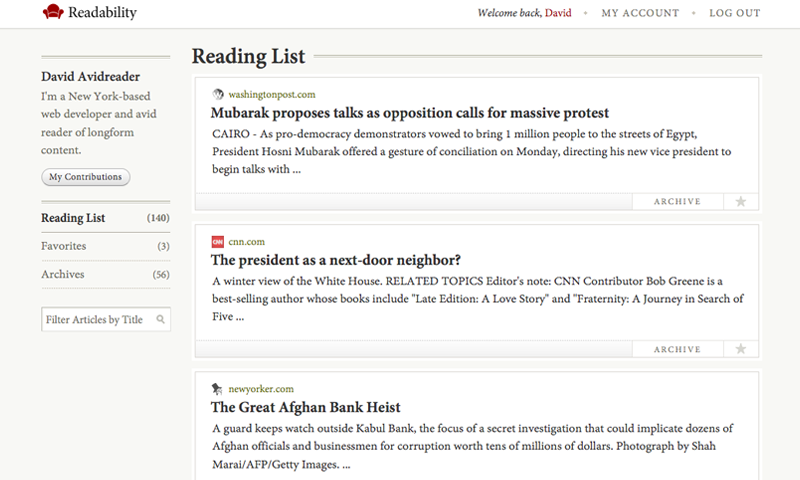 Readability
Welcome back, David • MY ACCOUNT • LOG OUT
David Avidreader
I'm a New York-based
web developer and avid
reader of longform
content.
My Contributions
Reading List (140)
Favorites (3)
Archives (56)
Filter Articles by Title
Reading List
washingtonpost.com
Mubarak proposes talks as opposition calls for massive protest
CAIRO - As pro-democracy demonstrators vowed to bring 1 million people to the streets of Egypt,
President Hosni Mubarak offered a gesture of conciliation on Monday, directing his new vice president to
begin talks with ...
ARCHIVE
CNN
cnn.com
The president as a next-door neighbor?
A winter view of the White House. RELATED TOPICS Editor's note: CNN Contributor Bob Greene is a
best-selling author whose books include "Late Edition: A Love Story" and "Fraternity: A Journey in Search of
Five ...
ARCHIVE
newyorker.com
The Great Afghan Bank Heist
A guard keeps watch outside Kabul Bank, the focus of a secret investigation that could implicate dozens of
Afghan officials and businessmen for corruption worth tens of millions of dollars. Photograph by Shah
Marai/AFP/Getty Images. ...